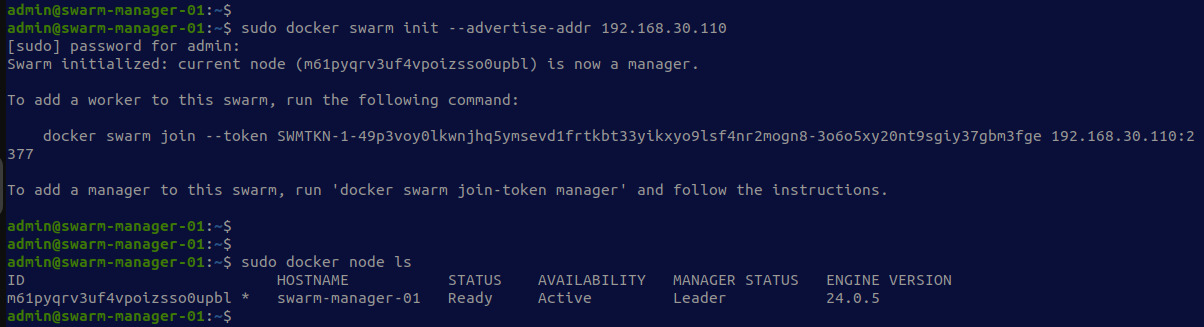 admin@swarm-manager-01:~$
admin@swarm-manager-01:~$ sudo docker swarm init --advertise-addr 192.168.30.110
[sudo] password for admin:
Swarm initialized: current node (m61pyqrv3uf4vpoizsso0upbl) is now a manager.
To add a worker to this swarm, run the following command:
docker swarm join --token SWMTKN-1-49p3voy0lkwnjhq5ymsevd1frtkbt33yikxyo9lsf4nr2mogn8-3o6o5xy20nt9sgiy37gbm3fge 192.168.30.110:2
377
To add a manager to this swarm, run 'docker swarm join-token manager' and follow the instructions.
admin@swarm-manager-01:~$
admin@swarm-manager-01:~$
admin@swarm-manager-01:~$ sudo docker node ls
ID HOSTNAME STATUS AVAILABILITY MANAGER STATUS ENGINE VERSION
m61pyqrv3uf4vpoizsso0upbl * swarm-manager-01 Ready Active Leader 24.0.5
admin@swarm-manager-01:~$